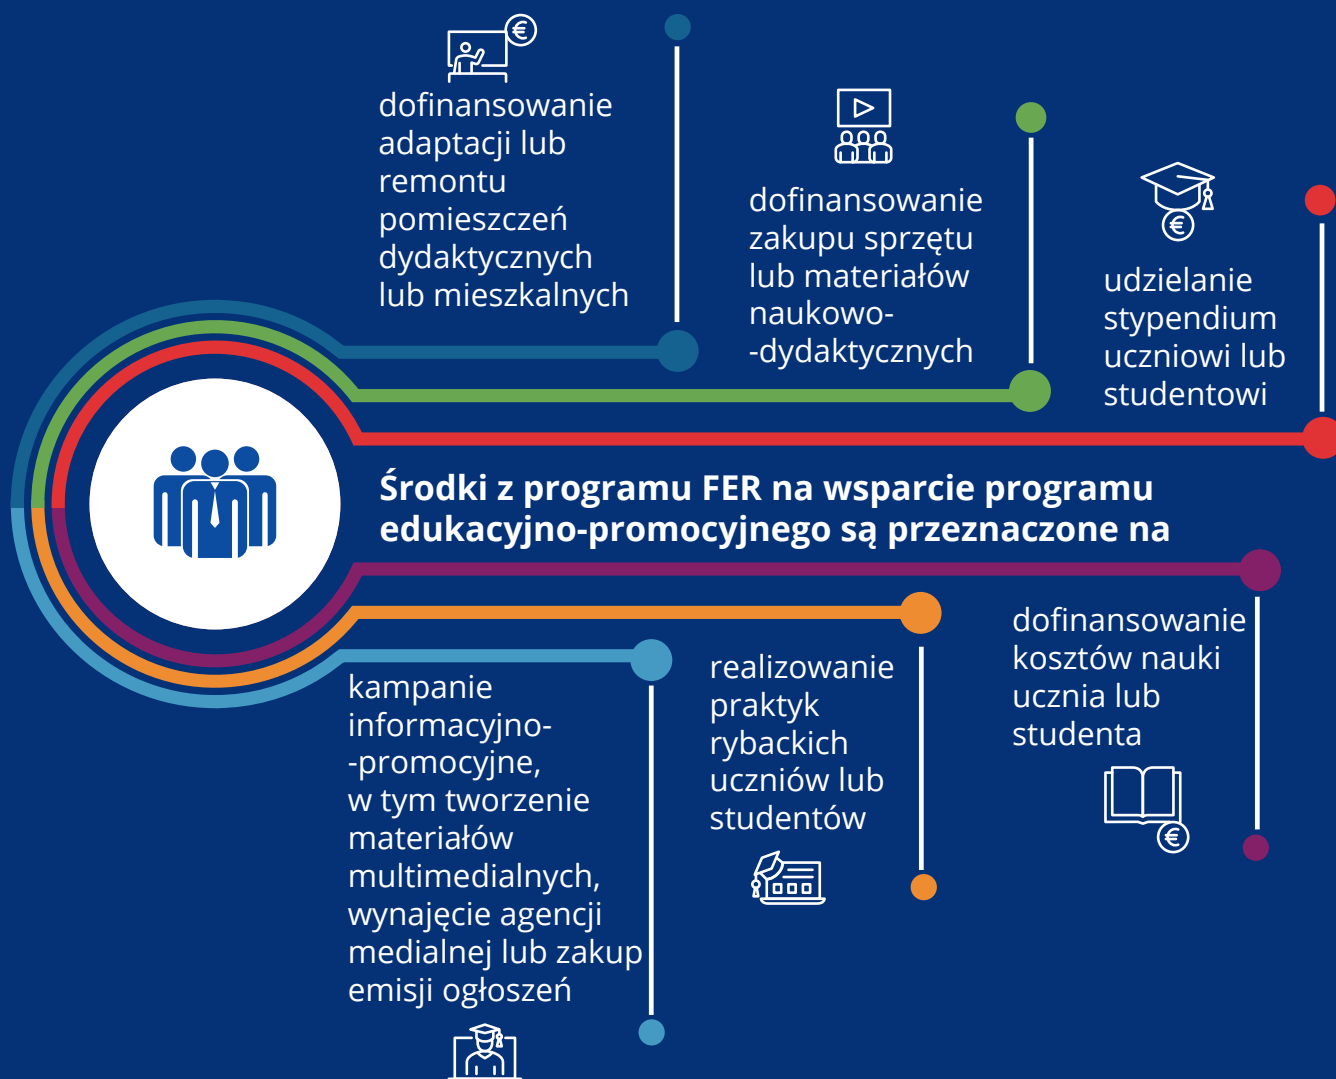 dofinansowanie
adaptacji lub
remontu
pomieszczeń
dydaktycznych
lub mieszkalnych
dofinansowanie
zakupu sprzętu
lub materiałów
naukowo-
-dydaktycznych
udzielanie
stypendium
uczniowi lub
studentowi
Środki z programu FER na wsparcie programu
edukacyjno-promocyjnego są przeznaczone na
kampanie
informacyjno-
-promocyjne,
w tym tworzenie
materiałów
multimedialnych,
wynajęcie agencji
medialnej lub zakup
emisji ogłoszeń
realizowanie
praktyk
rybackich
uczniów lub
studentów
dofinansowanie
kosztów nauki
ucznia lub
studenta